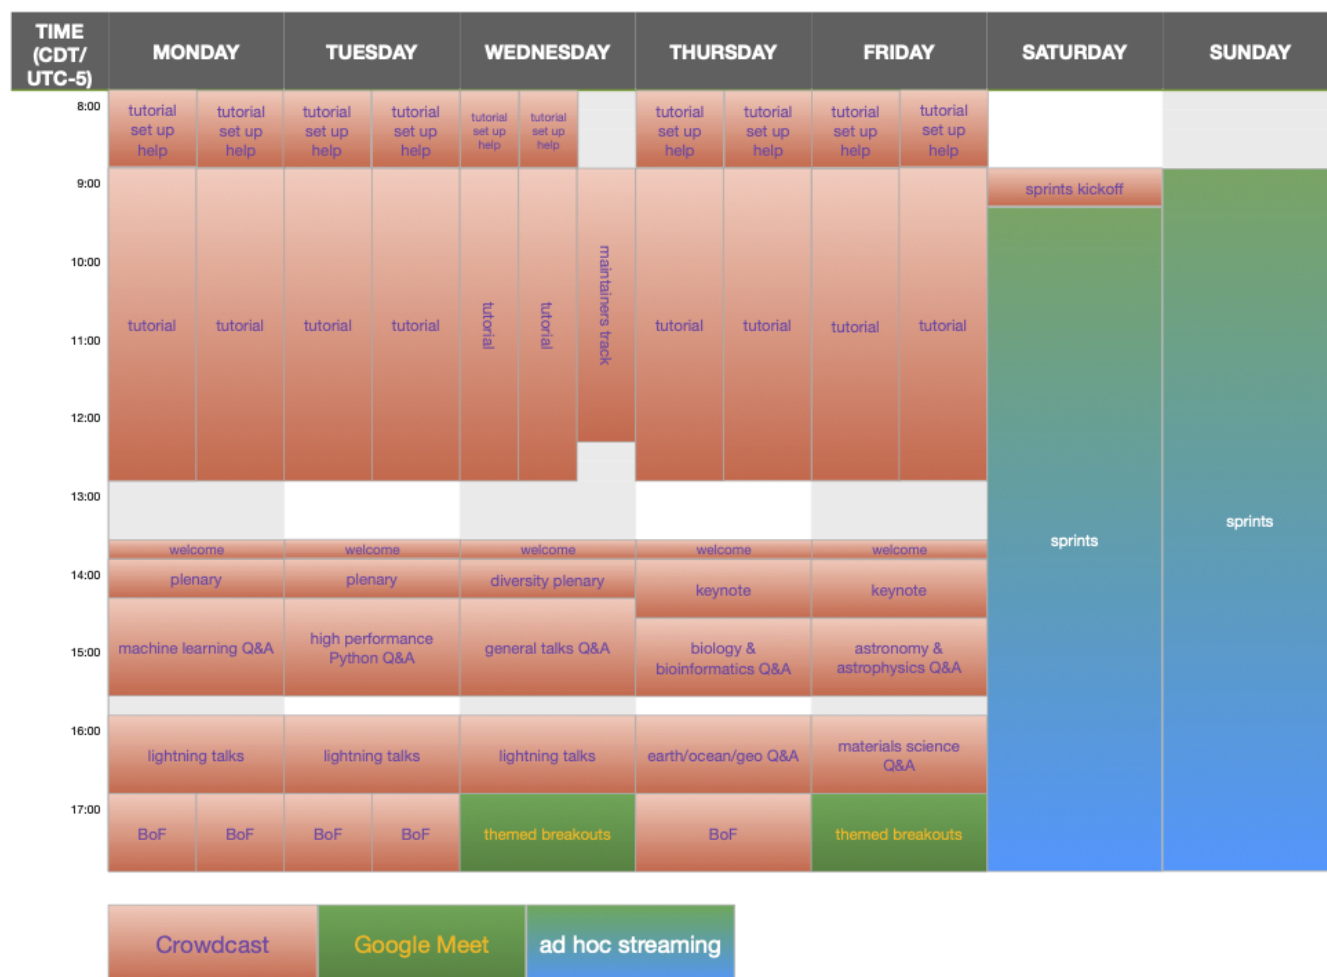 TIME
(CDT/
UTC-5)
MONDAY
TUESDAY
WEDNESDAY
THURSDAY
FRIDAY
SATURDAY
SUNDAY
8:00
tutorial
set up
help
tutorial
set up
help
tutorial
set up
help
tutorial
set up
help
tutorial
set up
help
tutorial
set up
help
tutorial
set up
help
tutorial
set up
help
tutorial
set up
help
tutorial
set up
help
9:00
sprints kickoff
10:00
maintainers track
tutorial
tutorial
tutorial
tutorial
tutorial
tutorial
tutorial
tutorial
tutorial
tutorial
11:00
12:00
13:00
sprints
sprints
welcome
welcome
welcome
welcome
welcome
14:00
plenary
plenary
diversity plenary
keynote
keynote
15:00
machine learning Q&A
high performance
Python Q&A
general talks Q&A
biology &
bioinformatics Q&A
astronomy &
astrophysics Q&A
16:00
lightning talks
lightning talks
lightning talks
earth/ocean/geo Q&A
materials science
Q&A
17:00
BoF
BoF
BoF
BoF
themed breakouts
BoF
themed breakouts
Crowdcast
Google Meet
ad hoc streaming